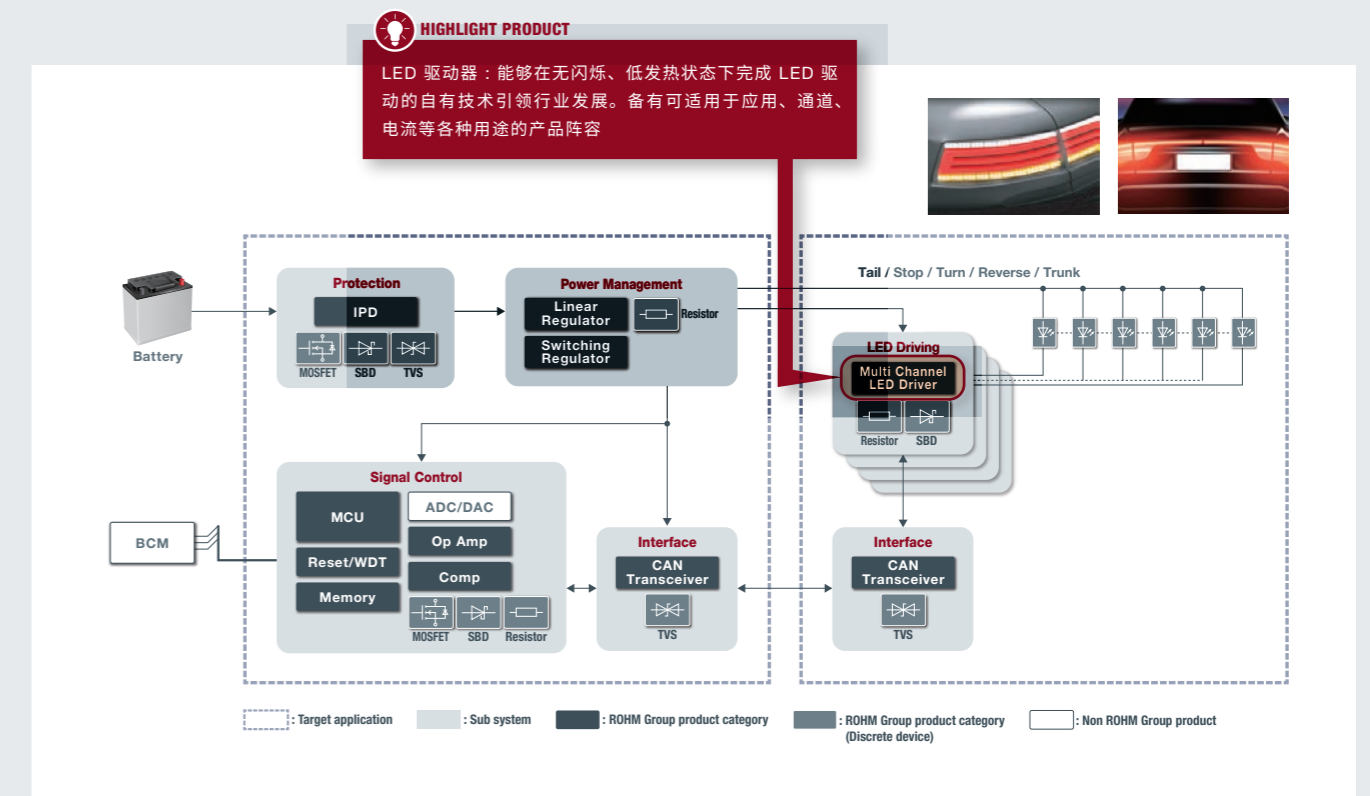 HIGHLIGHT PRODUCT
LED 驱动器：能够在无闪烁、低发热状态下完成 LED 驱
动的自有技术引领行业发展。备有可适用于应用、通道、
电流等各种用途的产品阵容
Battery
Protection
IPD
MOSFET
SBD
TVS
Power Management
Linear
Regulator
Resistor
Switching
Regulator
Tail / Stop / Turn / Reverse / Trunk
LED Driving
Multi Channel
LED Driver
Resistor
SBD
BCM
Signal Control
MCU
ADC/DAC
Op Amp
Reset/WDT
Comp
Memory
MOSFET
SBD
Resistor
Interface
CAN
Transceiver
TVS
Interface
CAN
Transceiver
TVS
: Target application
: Sub system
: ROHM Group product category
: ROHM Group product category
(Discrete device)
: Non ROHM Group product